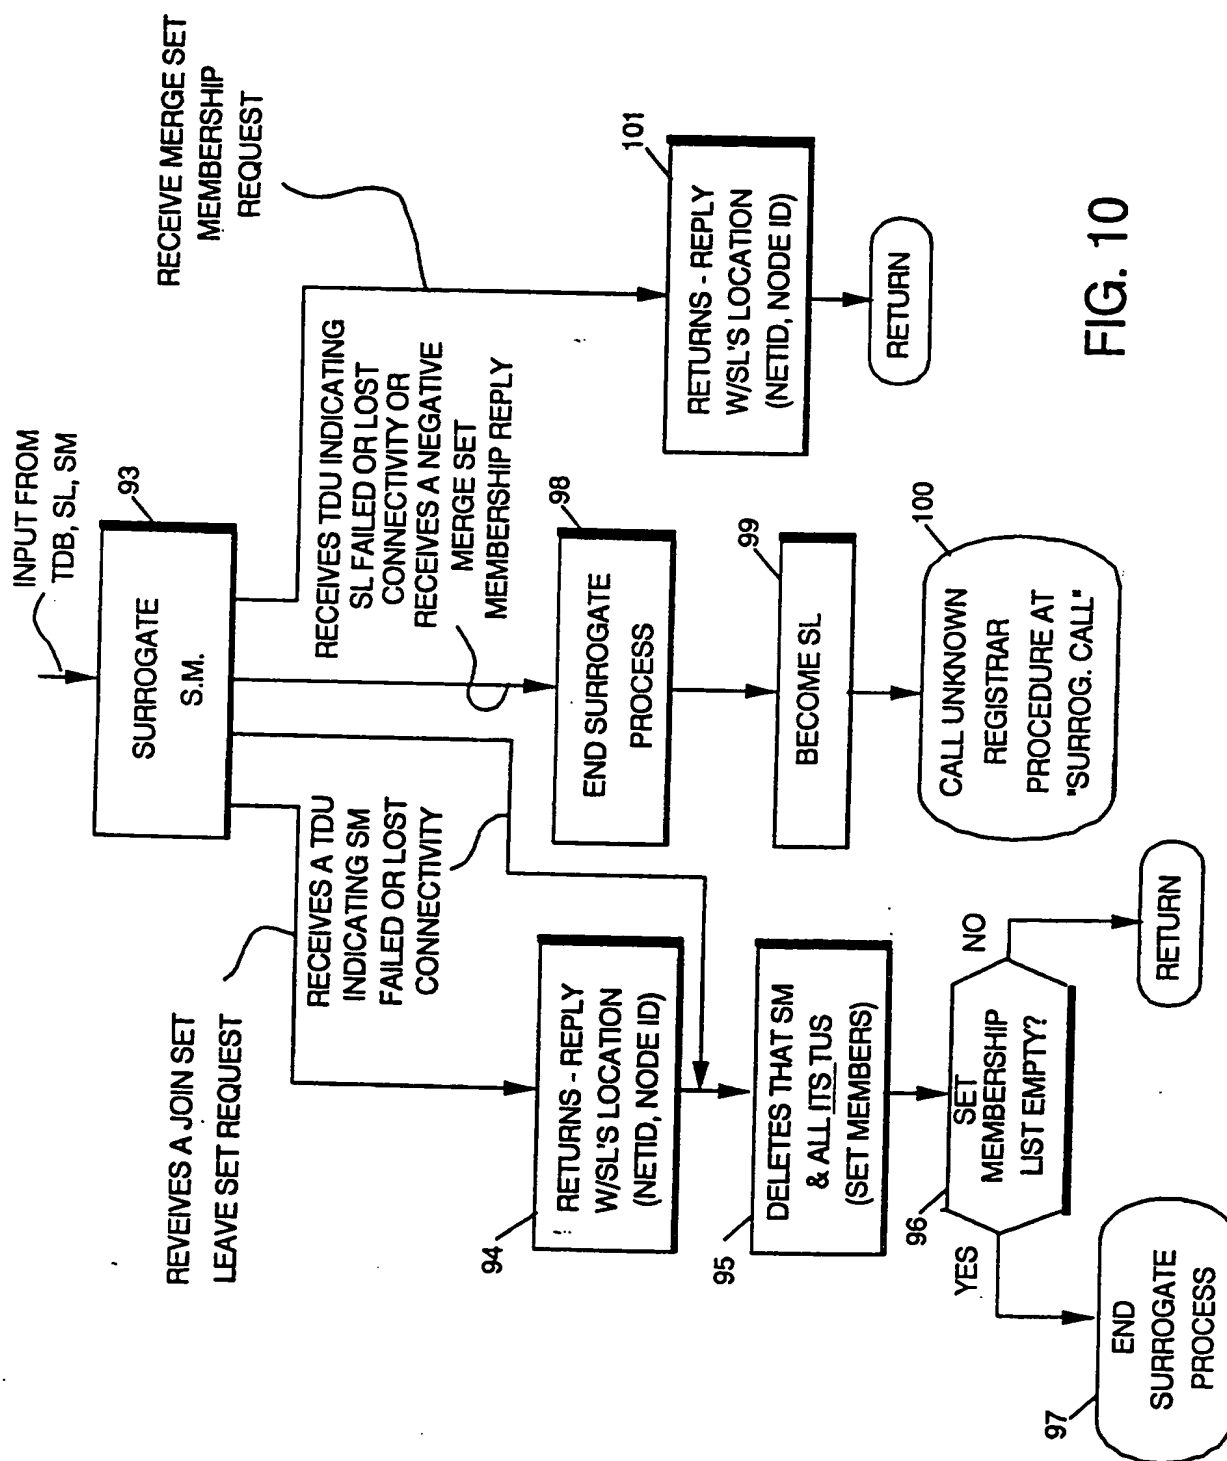 INPUT FROM
TDB, SL, SM
93
SURROGATE
S.M.
REVEIVES A JOIN SET
LEAVE SET REQUEST
RECEIVES A TDU
INDICATING SM
FAILED OR LOST
CONNECTIVITY
RECEIVES TDU INDICATING
SL FAILED OR LOST
CONNECTIVITY OR
RECEIVES A NEGATIVE
MERGE SET
MEMBERSHIP REPLY
RECEIVE MERGE SET
MEMBERSHIP
REQUEST
94
RETURNS - REPLY
W/SL'S LOCATION
(NETID, NODE ID)
95
DELETES THAT SM
& ALL ITS TUS
(SET MEMBERS)
96
SET
MEMBERSHIP
LIST EMPTY?
YES
NO
97
END
SURROGATE
PROCESS
RETURN
98
END SURROGATE
PROCESS
99
BECOME SL
100
CALL UNKNOWN
REGISTRAR
PROCEDURE AT
"SURROG. CALL"
101
RETURNS - REPLY
W/SL'S LOCATION
(NETID, NODE ID)
RETURN
FIG. 10